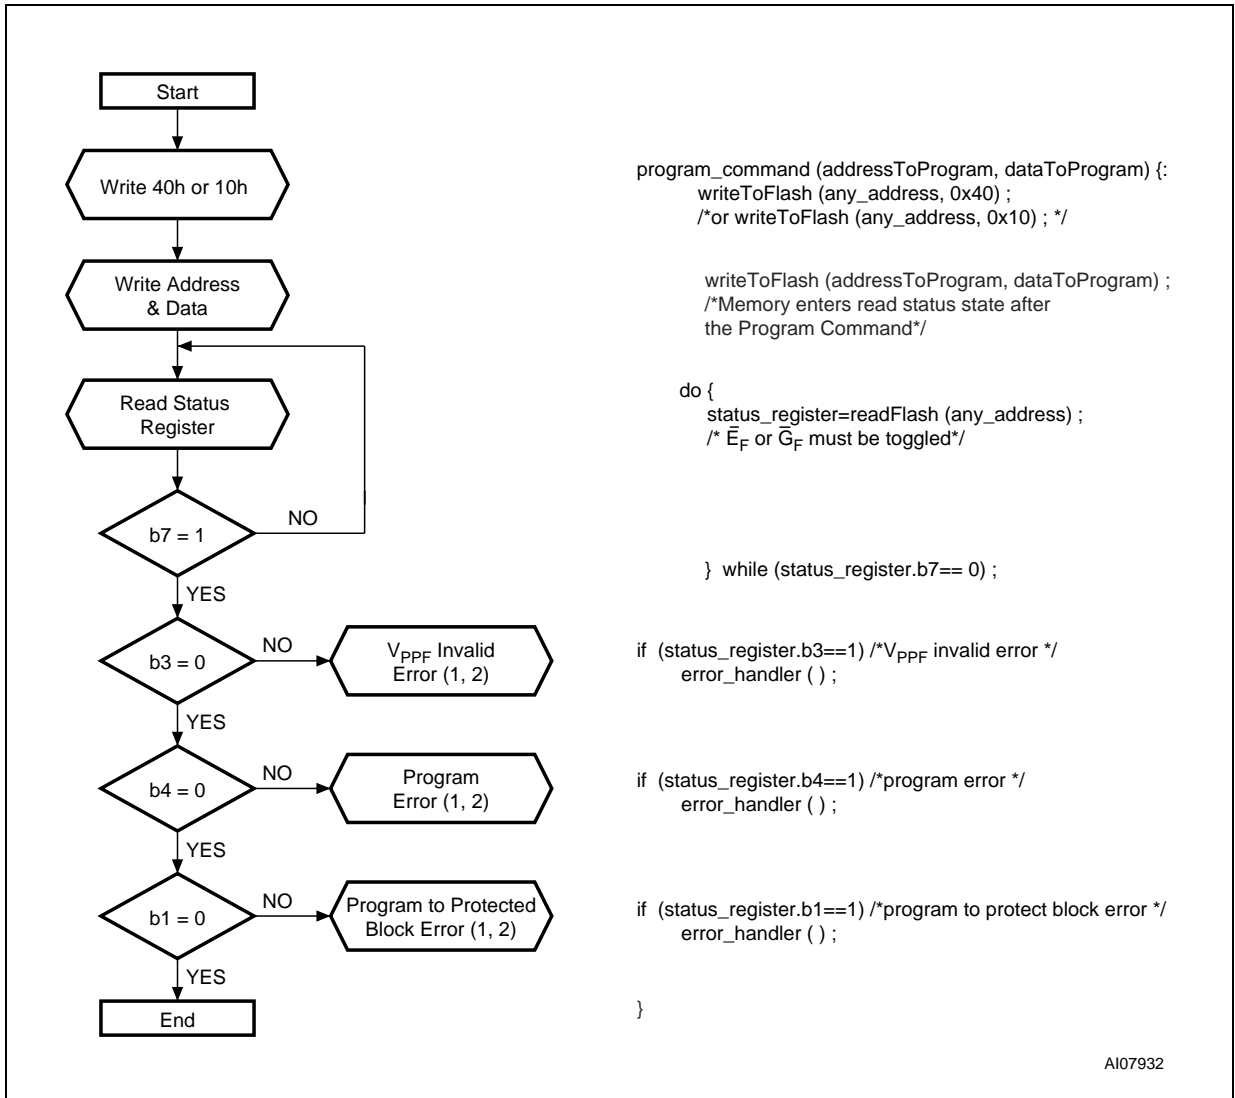 Start
Write 40h or 10h
Write Address
& Data
Read Status
Register
b7 = 1
NO
YES
b3 = 0
NO
VPPF Invalid
Error (1, 2)
YES
b4 = 0
NO
Program
Error (1, 2)
YES
b1 = 0
NO
Program to Protected
Block Error (1, 2)
YES
End
program_command (addressToProgram, dataToProgram) {:
writeToFlash (any_address, 0x40) ;
/*or writeToFlash (any_address, 0x10) ; */
writeToFlash (addressToProgram, dataToProgram) ;
/*Memory enters read status state after
the Program Command*/
do {
status_register=readFlash (any_address) ;
/* E̅F or G̅F must be toggled*/
} while (status_register.b7== 0) ;
if (status_register.b3==1) /*VPPF invalid error */
error_handler ( ) ;
if (status_register.b4==1) /*program error */
error_handler ( ) ;
if (status_register.b1==1) /*program to protect block error */
error_handler ( ) ;
}
AI07932